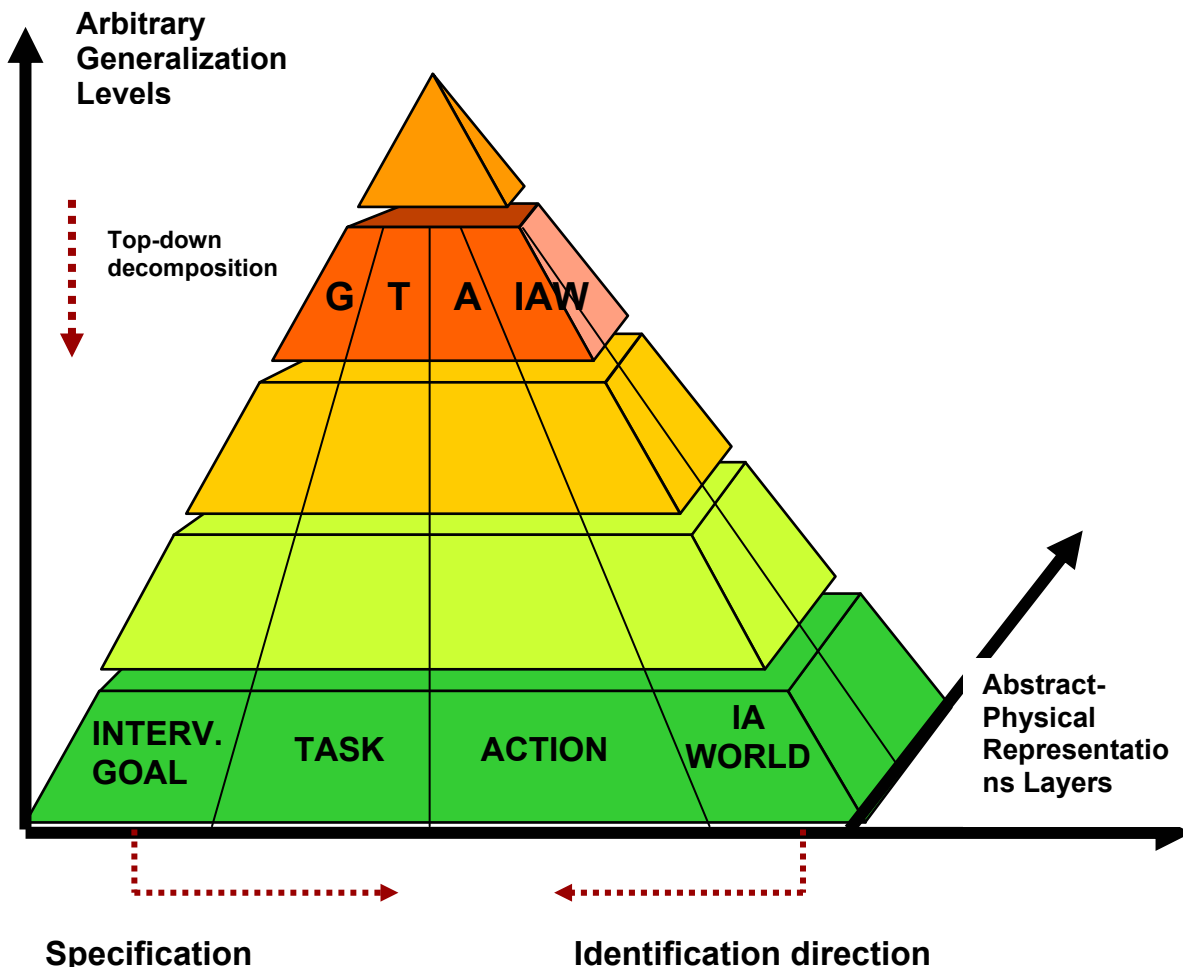 Arbitrary
Generalization
Levels
Top-down
decomposition
G T A IAW
INTERV.
GOAL
TASK
ACTION
IA
WORLD
Abstract-
Physical
Representatio
ns Layers
Specification
Identification direction